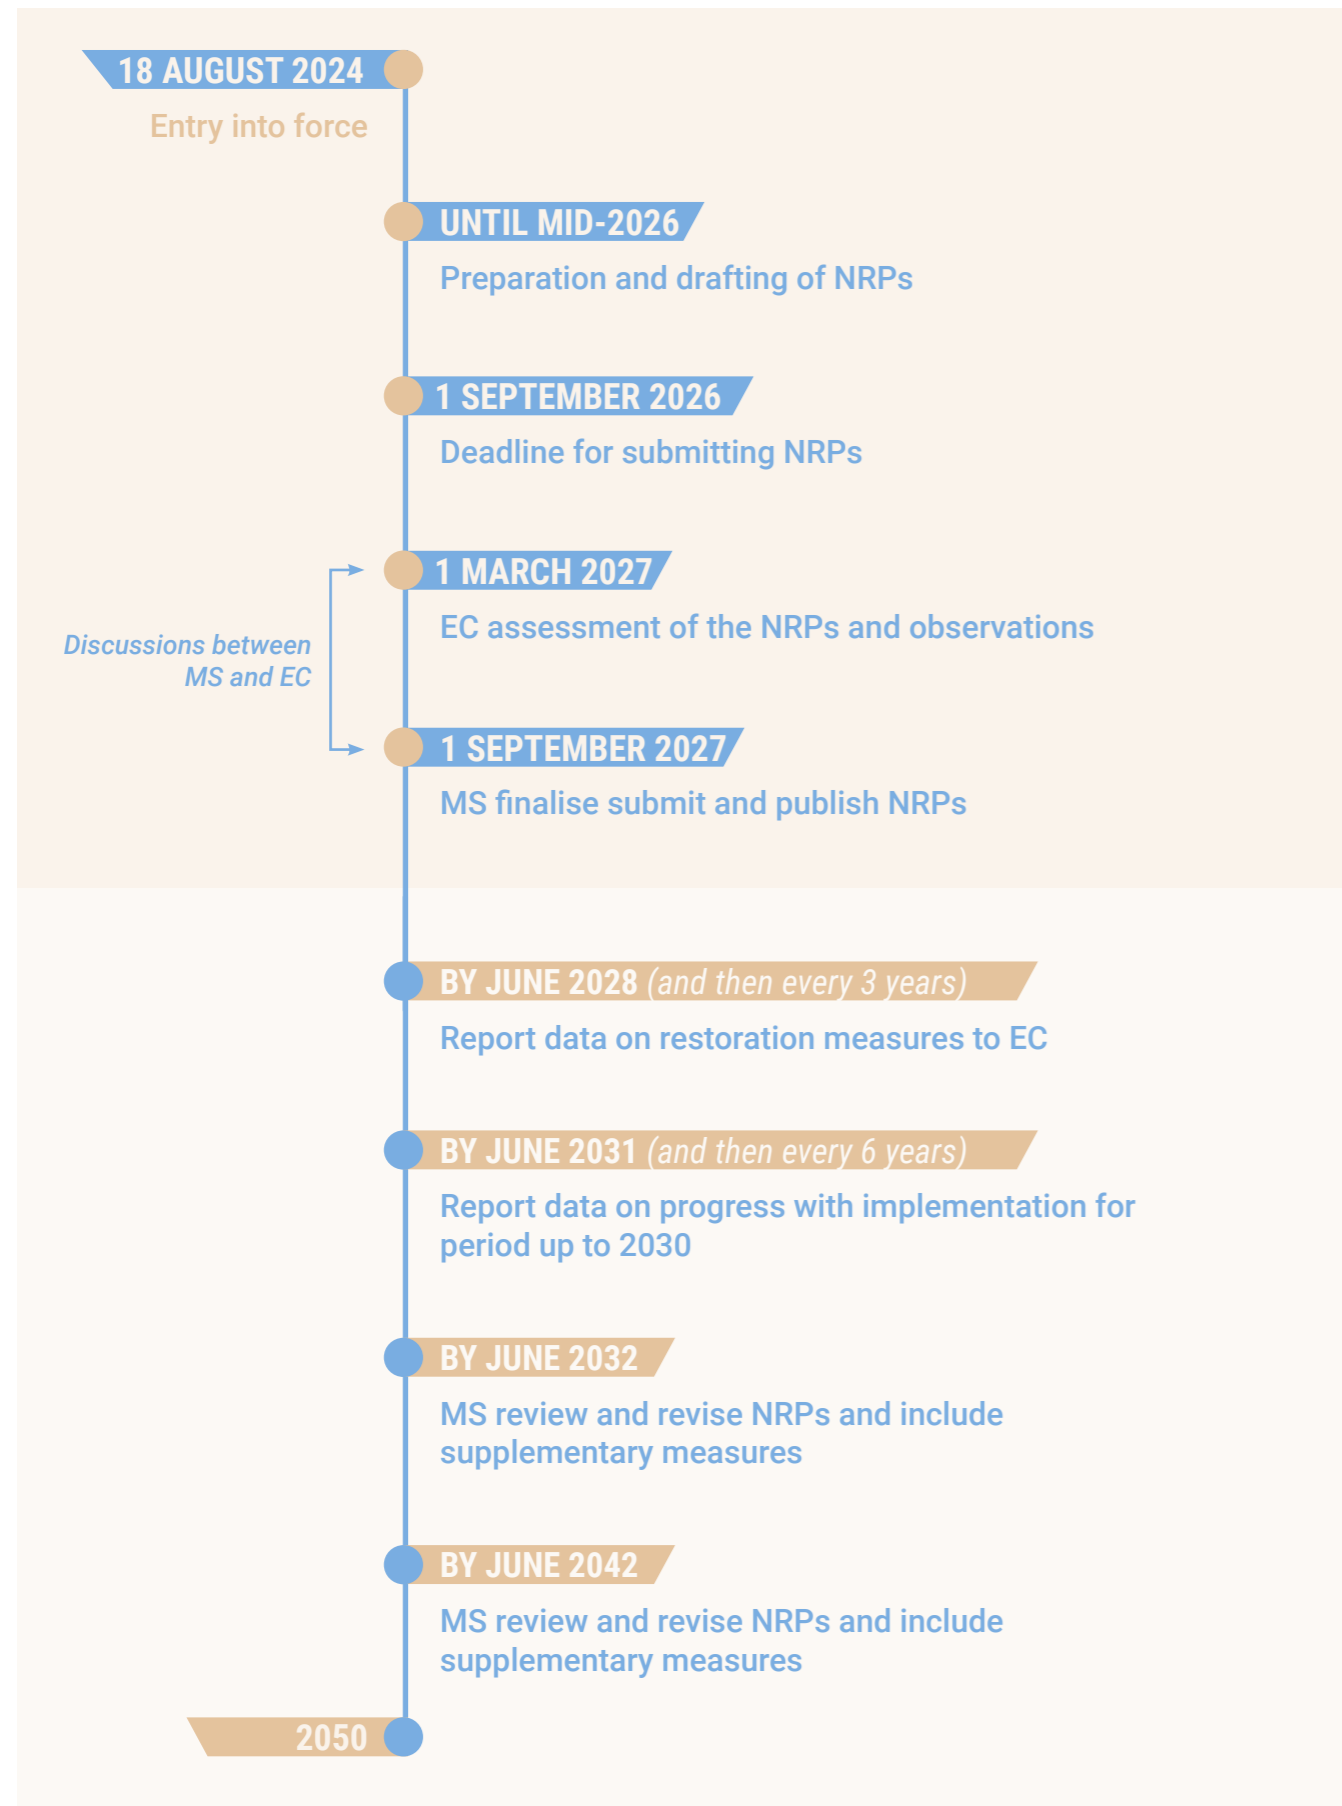 18 AUGUST 2024
Entry into force
UNTIL MID-2026
Preparation and drafting of NRPs
1 SEPTEMBER 2026
Deadline for submitting NRPs
1 MARCH 2027
EC assessment of the NRPs and observations
Discussions between
MS and EC
1 SEPTEMBER 2027
MS finalise submit and publish NRPs
BY JUNE 2028 (and then every 3 years)
Report data on restoration measures to EC
BY JUNE 2031 (and then every 6 years)
Report data on progress with implementation for
period up to 2030
BY JUNE 2032
MS review and revise NRPs and include
supplementary measures
BY JUNE 2042
MS review and revise NRPs and include
supplementary measures
2050